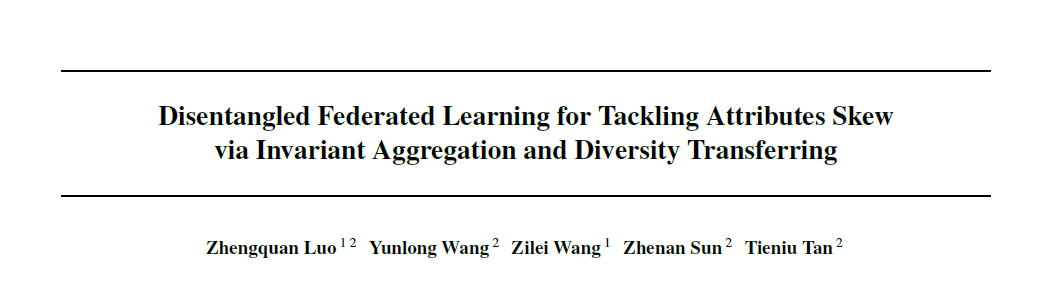 Disentangled Federated Learning for Tackling Attributes Skew
via Invariant Aggregation and Diversity Transferring
Zhengquan Luo 1 2 Yunlong Wang 2 Zilei Wang 1 Zhenan Sun 2 Tieniu Tan 2